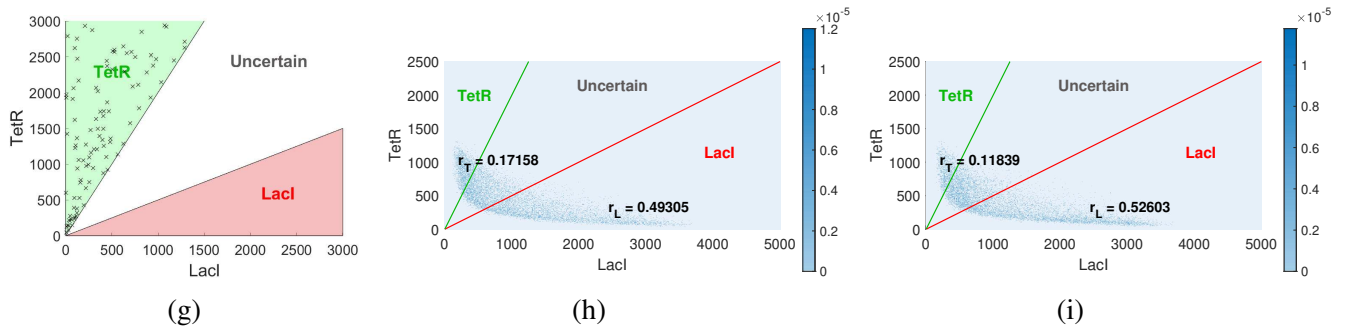 3000
2500
2000
1500
1000
500
0
TetR
TetR
Uncertain
LacI
0 500 1000 1500 2000 2500 3000
LacI
(g)
×10⁻⁵
1.2
1
0.8
0.6
0.4
0.2
0
2500
2000
1500
1000
500
0
TetR
TetR
Uncertain
LacI
r_T = 0.17158
r_L = 0.49305
0 1000 2000 3000 4000 5000
LacI
(h)
×10⁻⁵
1
0.8
0.6
0.4
0.2
0
2500
2000
1500
1000
500
0
TetR
TetR
Uncertain
LacI
r_T = 0.11839
r_L = 0.52603
0 1000 2000 3000 4000 5000
LacI
(i)